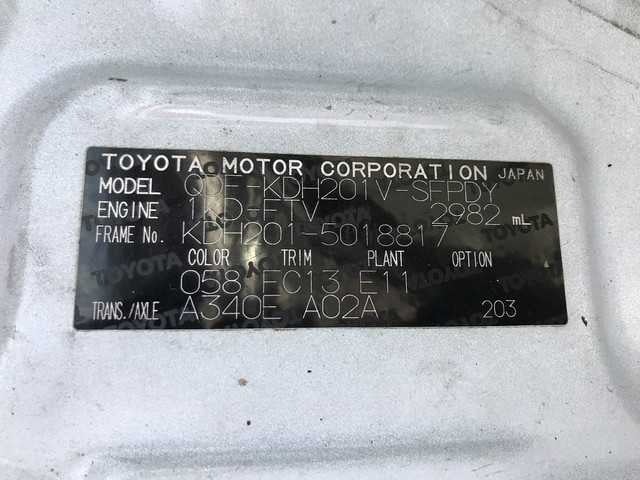 TOYOTA MOTOR CORPORATION JAPAN
MODEL QDF-KDH201V-SFPDY
ENGINE 1KD-FTV 2982 mL
FRAME No. KDH201-5018817
COLOR TRIM PLANT OPTION
058 FC13 E11
TRANS./AXLE A340E A02A 203